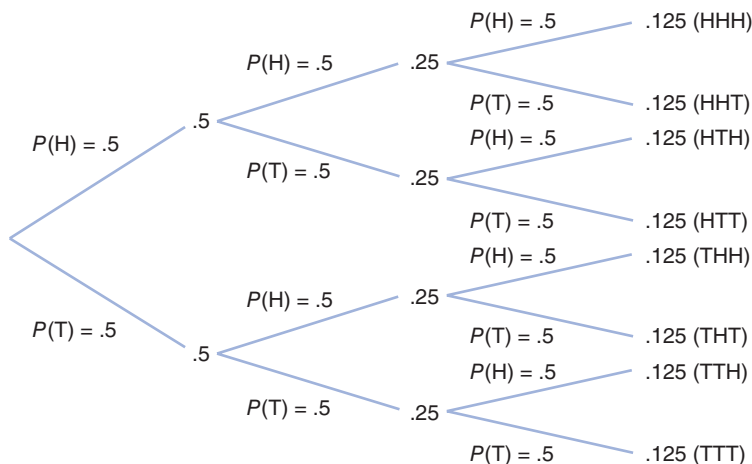 P(H) = .5 .125 (HHH)
P(H) = .5 .25
P(T) = .5 .125 (HHT)
.5 P(H) = .5 .125 (HTH)
P(H) = .5
P(T) = .5 .25
P(T) = .5 .125 (HTT)
P(H) = .5 .125 (THH)
P(H) = .5 .25
P(T) = .5
P(T) = .5 .125 (THT)
.5 P(H) = .5 .125 (TTH)
P(T) = .5 .25
P(T) = .5 .125 (TTT)